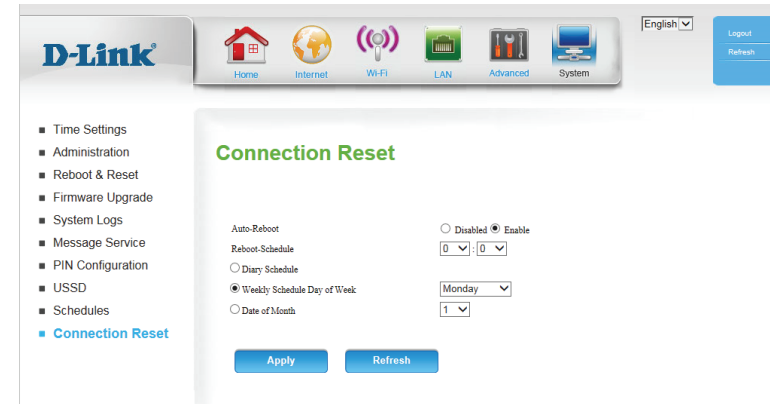 English
Logout
Refresh
D-Link®
Home Internet Wi-Fi LAN Advanced System
Time Settings
Administration
Reboot & Reset
Firmware Upgrade
System Logs
Message Service
PIN Configuration
USSD
Schedules
Connection Reset
Connection Reset
Auto-Reboot Disabled Enable
Reboot-Schedule 0 : 0
Diary Schedule
Weekly Schedule Day of Week Monday
Date of Month 1
Apply Refresh